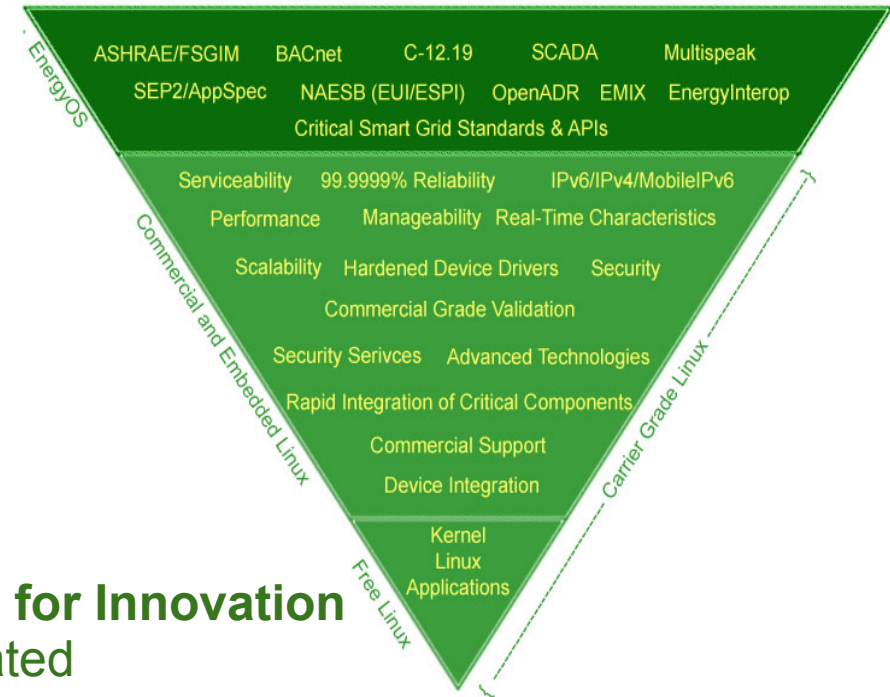 EnergyOS
ASHRAE/FSGIM BACnet C-12.19 SCADA Multispeak
SEP2/AppSpec NAESB (EUI/ESPI) OpenADR EMIX EnergyInterop
Critical Smart Grid Standards & APIs
Commercial and Embedded Linux
Serviceability 99.9999% Reliability IPv6/IPv4/MobileIPv6
Performance Manageability Real-Time Characteristics
Scalability Hardened Device Drivers Security
Commercial Grade Validation
Security Serivces Advanced Technologies
Rapid Integration of Critical Components
Commercial Support
Device Integration
Carrier Grade Linux
Free Linux
Kernel
Linux
Applications
for Innovation
ated